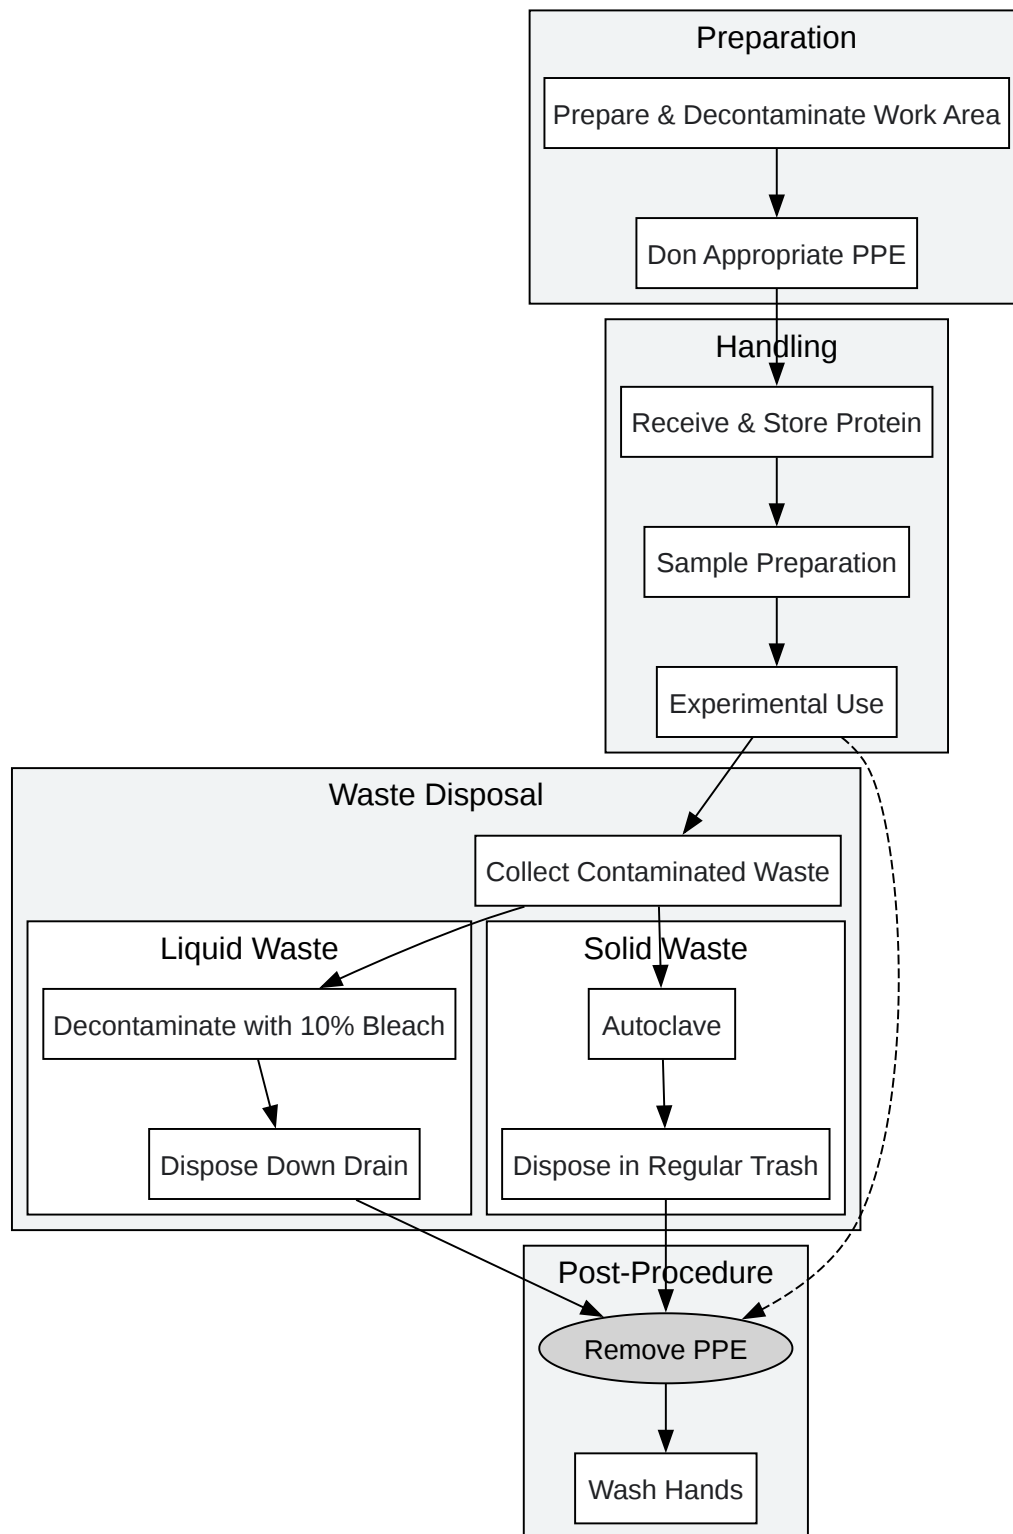 Preparation
Prepare & Decontaminate Work Area
Don Appropriate PPE
Handling
Receive & Store Protein
Sample Preparation
Experimental Use
Waste Disposal
Collect Contaminated Waste
Liquid Waste
Decontaminate with 10% Bleach
Dispose Down Drain
Solid Waste
Autoclave
Dispose in Regular Trash
Post-Procedure
Remove PPE
Wash Hands